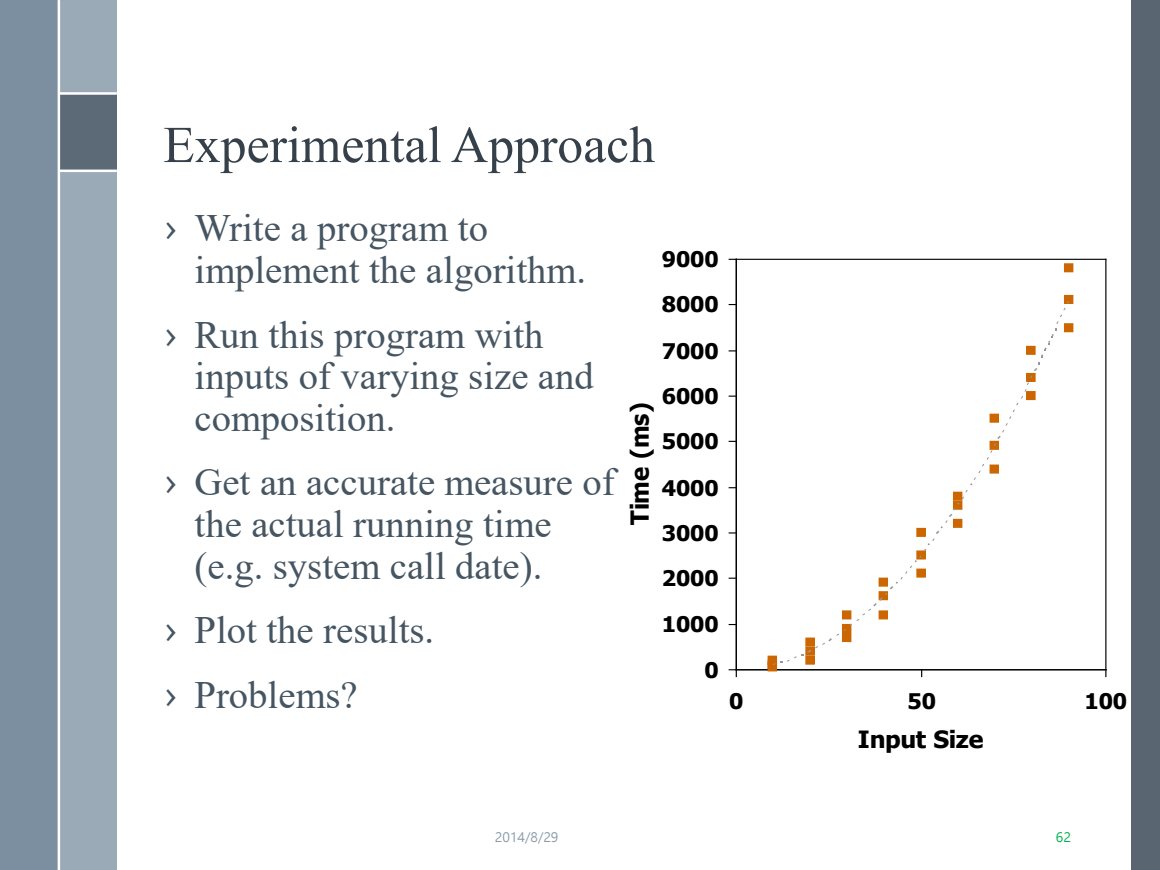 Experimental Approach
› Write a program to
implement the algorithm.
› Run this program with
inputs of varying size and
composition.
› Get an accurate measure of
the actual running time
(e.g. system call date).
› Plot the results.
› Problems?
9000
8000
7000
6000
5000
4000
3000
2000
1000
0
Time (ms)
0 50 100
Input Size
2014/8/29 62